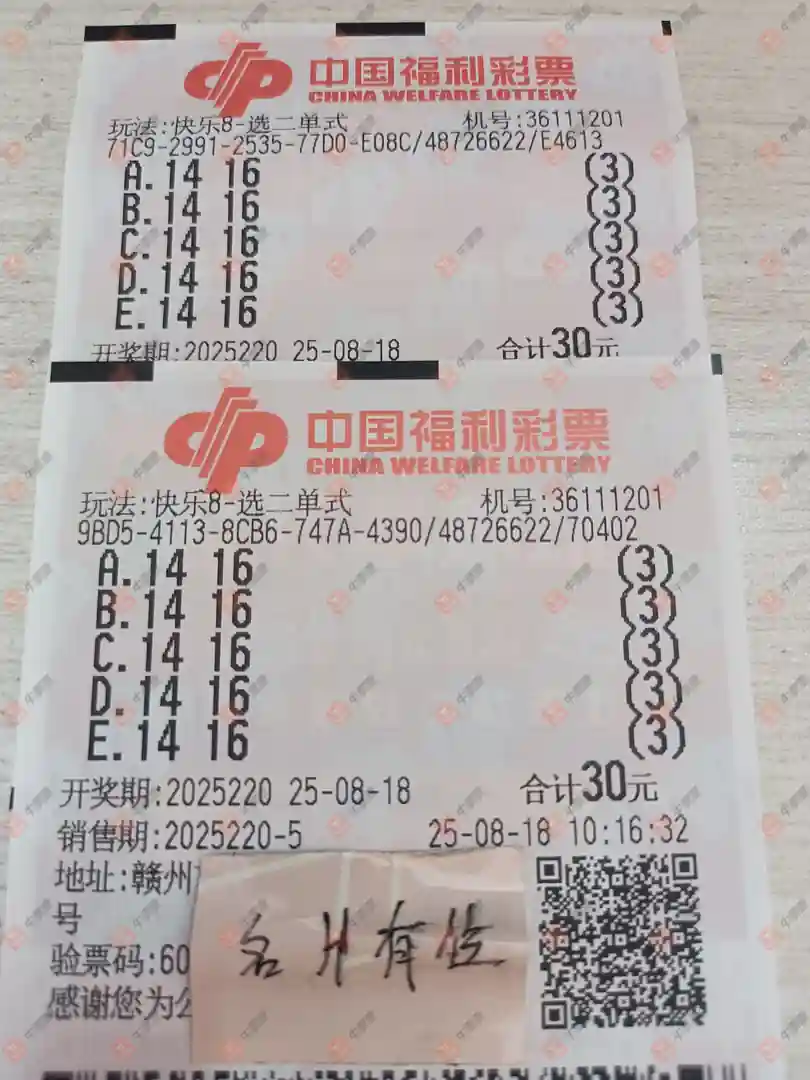 中国福利彩票
CHINA WELFARE LOTTERY
玩法:快乐8-选二单式 机号:36111201
71C9-2991-2535-77D0-E08C/48726622/E4613
A.14 16 (3)
B.14 16 (3)
C.14 16 (3)
D.14 16 (3)
E.14 16 (3)
开奖期:2025220 25-08-18 合计30元
中国福利彩票
CHINA WELFARE LOTTERY
玩法:快乐8-选二单式 机号:36111201
9BD5-4113-8CB6-747A-4390/48726622/70402
A.14 16 (3)
B.14 16 (3)
C.14 16 (3)
D.14 16 (3)
E.14 16 (3)
开奖期:2025220 25-08-18 合计30元
销售期:2025220-5 25-08-18 10:16:32
地址:赣州
号
验票码:60
感谢您为公
名片有位